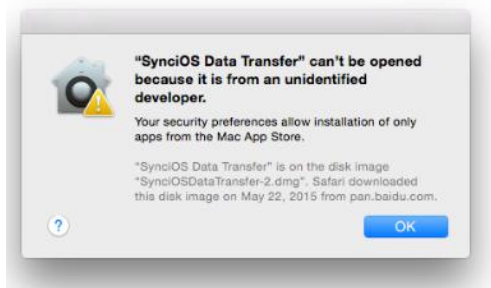 “SynciOS Data Transfer” can’t be opened
because it is from an unidentified
developer.
Your security preferences allow installation of only
apps from the Mac App Store.
“SynciOS Data Transfer” is on the disk image
“SynciOSDataTransfer-2.dmg”. Safari downloaded
this disk image on May 22, 2015 from pan.baidu.com.
?
OK